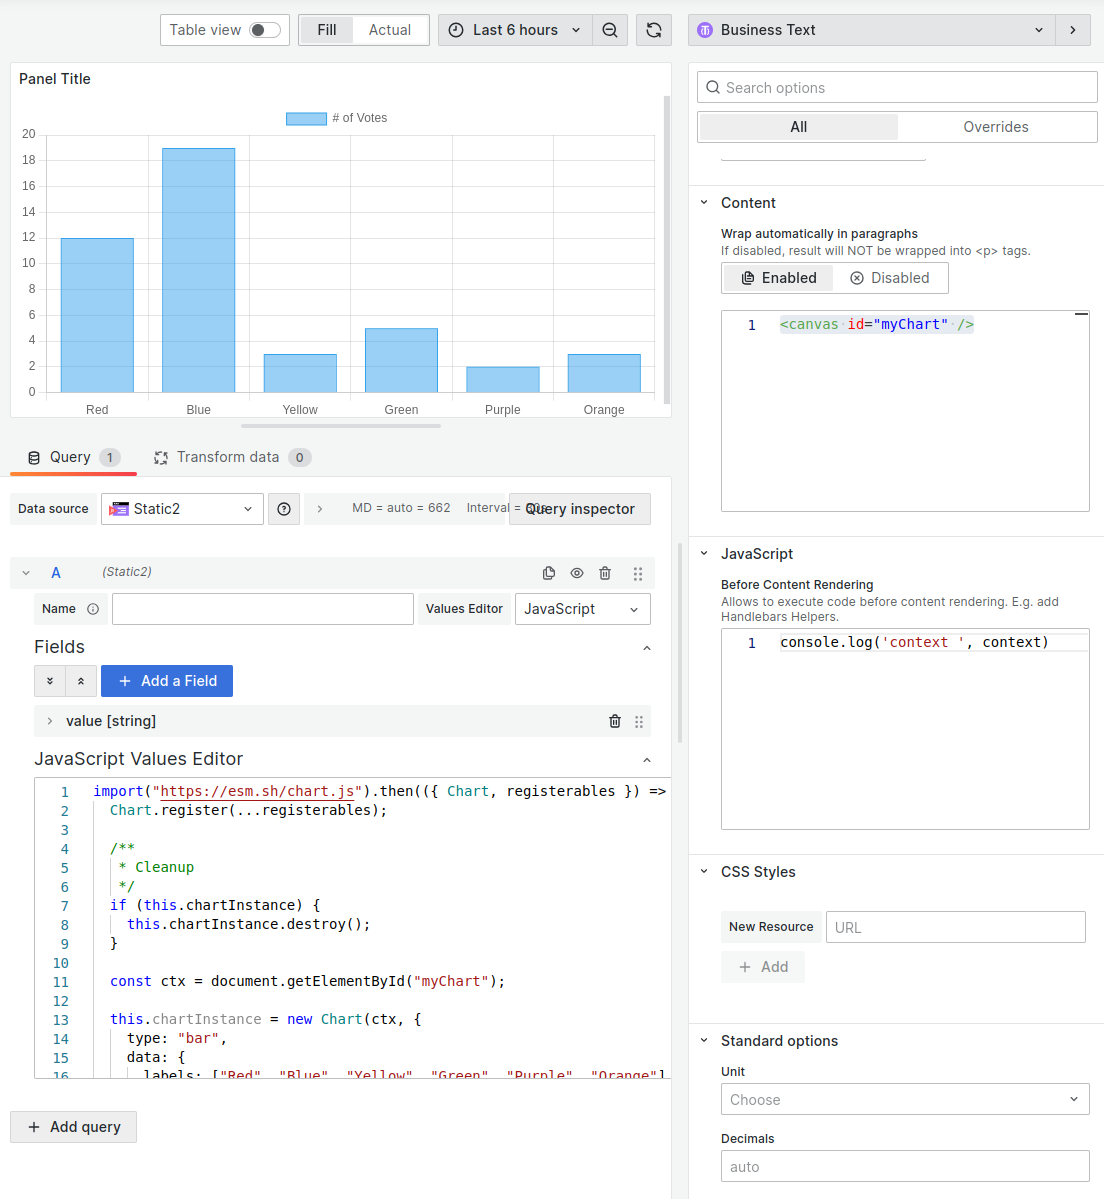 Table view
Fill
Actual
Last 6 hours
Business Text
Panel Title
# of Votes
20
18
16
14
12
10
8
6
4
2
0
Red
Blue
Yellow
Green
Purple
Orange
Query 1
Transform data 0
Data source
Static2
MD = auto = 662
Interval = 30s
Query inspector
A
(Static2)
Name
Values Editor
JavaScript
Fields
Add a Field
value [string]
JavaScript Values Editor
1 import("https://esm.sh/chart.js").then(({ Chart, registerables }) =>
2 Chart.register(...registerables);
3
4 /**
5 * Cleanup
6 */
7 if (this.chartInstance) {
8 this.chartInstance.destroy();
9 }
10
11 const ctx = document.getElementById("myChart");
12
13 this.chartInstance = new Chart(ctx, {
14 type: "bar",
15 data: {
16 labels: ["Red", "Blue", "Yellow", "Green", "Purple", "Orange"]
Add query
Search options
All
Overrides
Content
Wrap automatically in paragraphs
If disabled, result will NOT be wrapped into <p> tags.
Enabled
Disabled
1 <canvas id="myChart" />
JavaScript
Before Content Rendering
Allows to execute code before content rendering. E.g. add
Handlebars Helpers.
1 console.log('context ', context)
CSS Styles
New Resource
URL
Add
Standard options
Unit
Choose
Decimals
auto